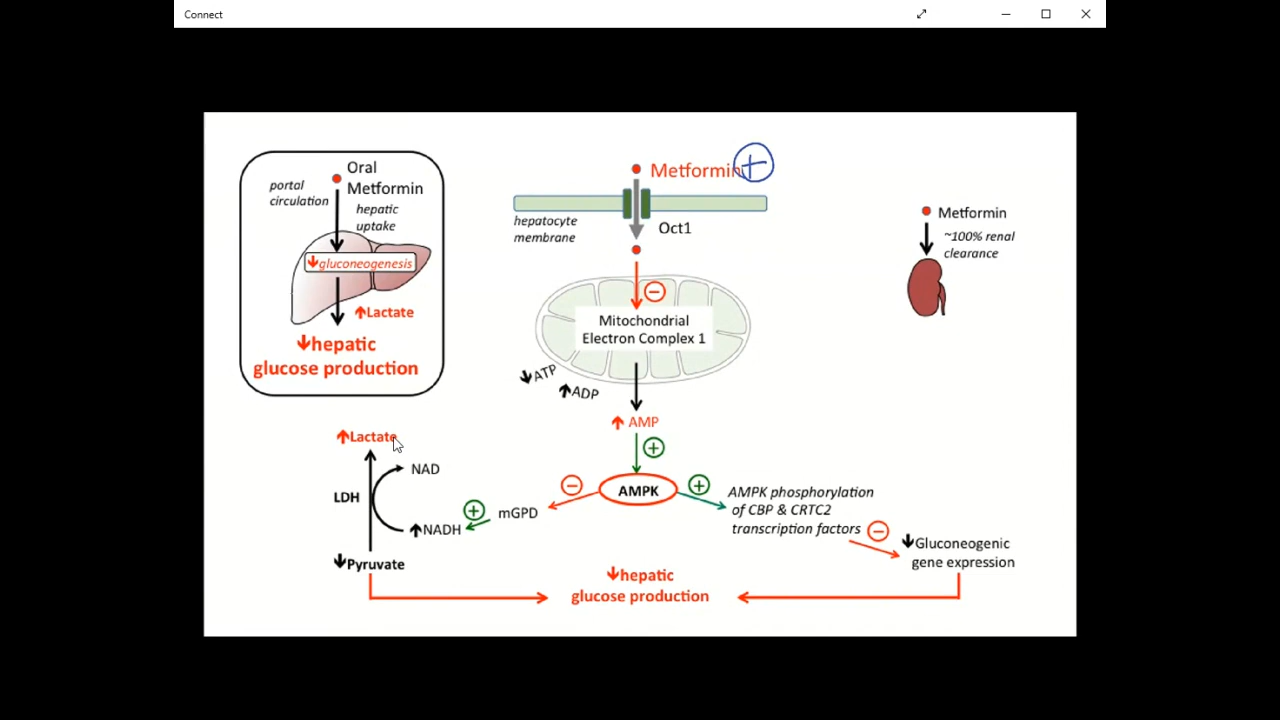 Connect
Oral
Metformin
portal
circulation
hepatic
uptake
↓gluconeogenesis
↑Lactate
↓hepatic
glucose production
Metformin +
hepatocyte
membrane
Oct1
−
Mitochondrial
Electron Complex 1
↓ATP
↑ADP
↑ AMP
+
AMPK
−
+
mGPD
+
AMPK phosphorylation
of CBP & CRTC2
transcription factors
−
↓Gluconeogenic
gene expression
↑Lactate
NAD
LDH
↑NADH
↓Pyruvate
↓hepatic
glucose production
Metformin
~100% renal
clearance